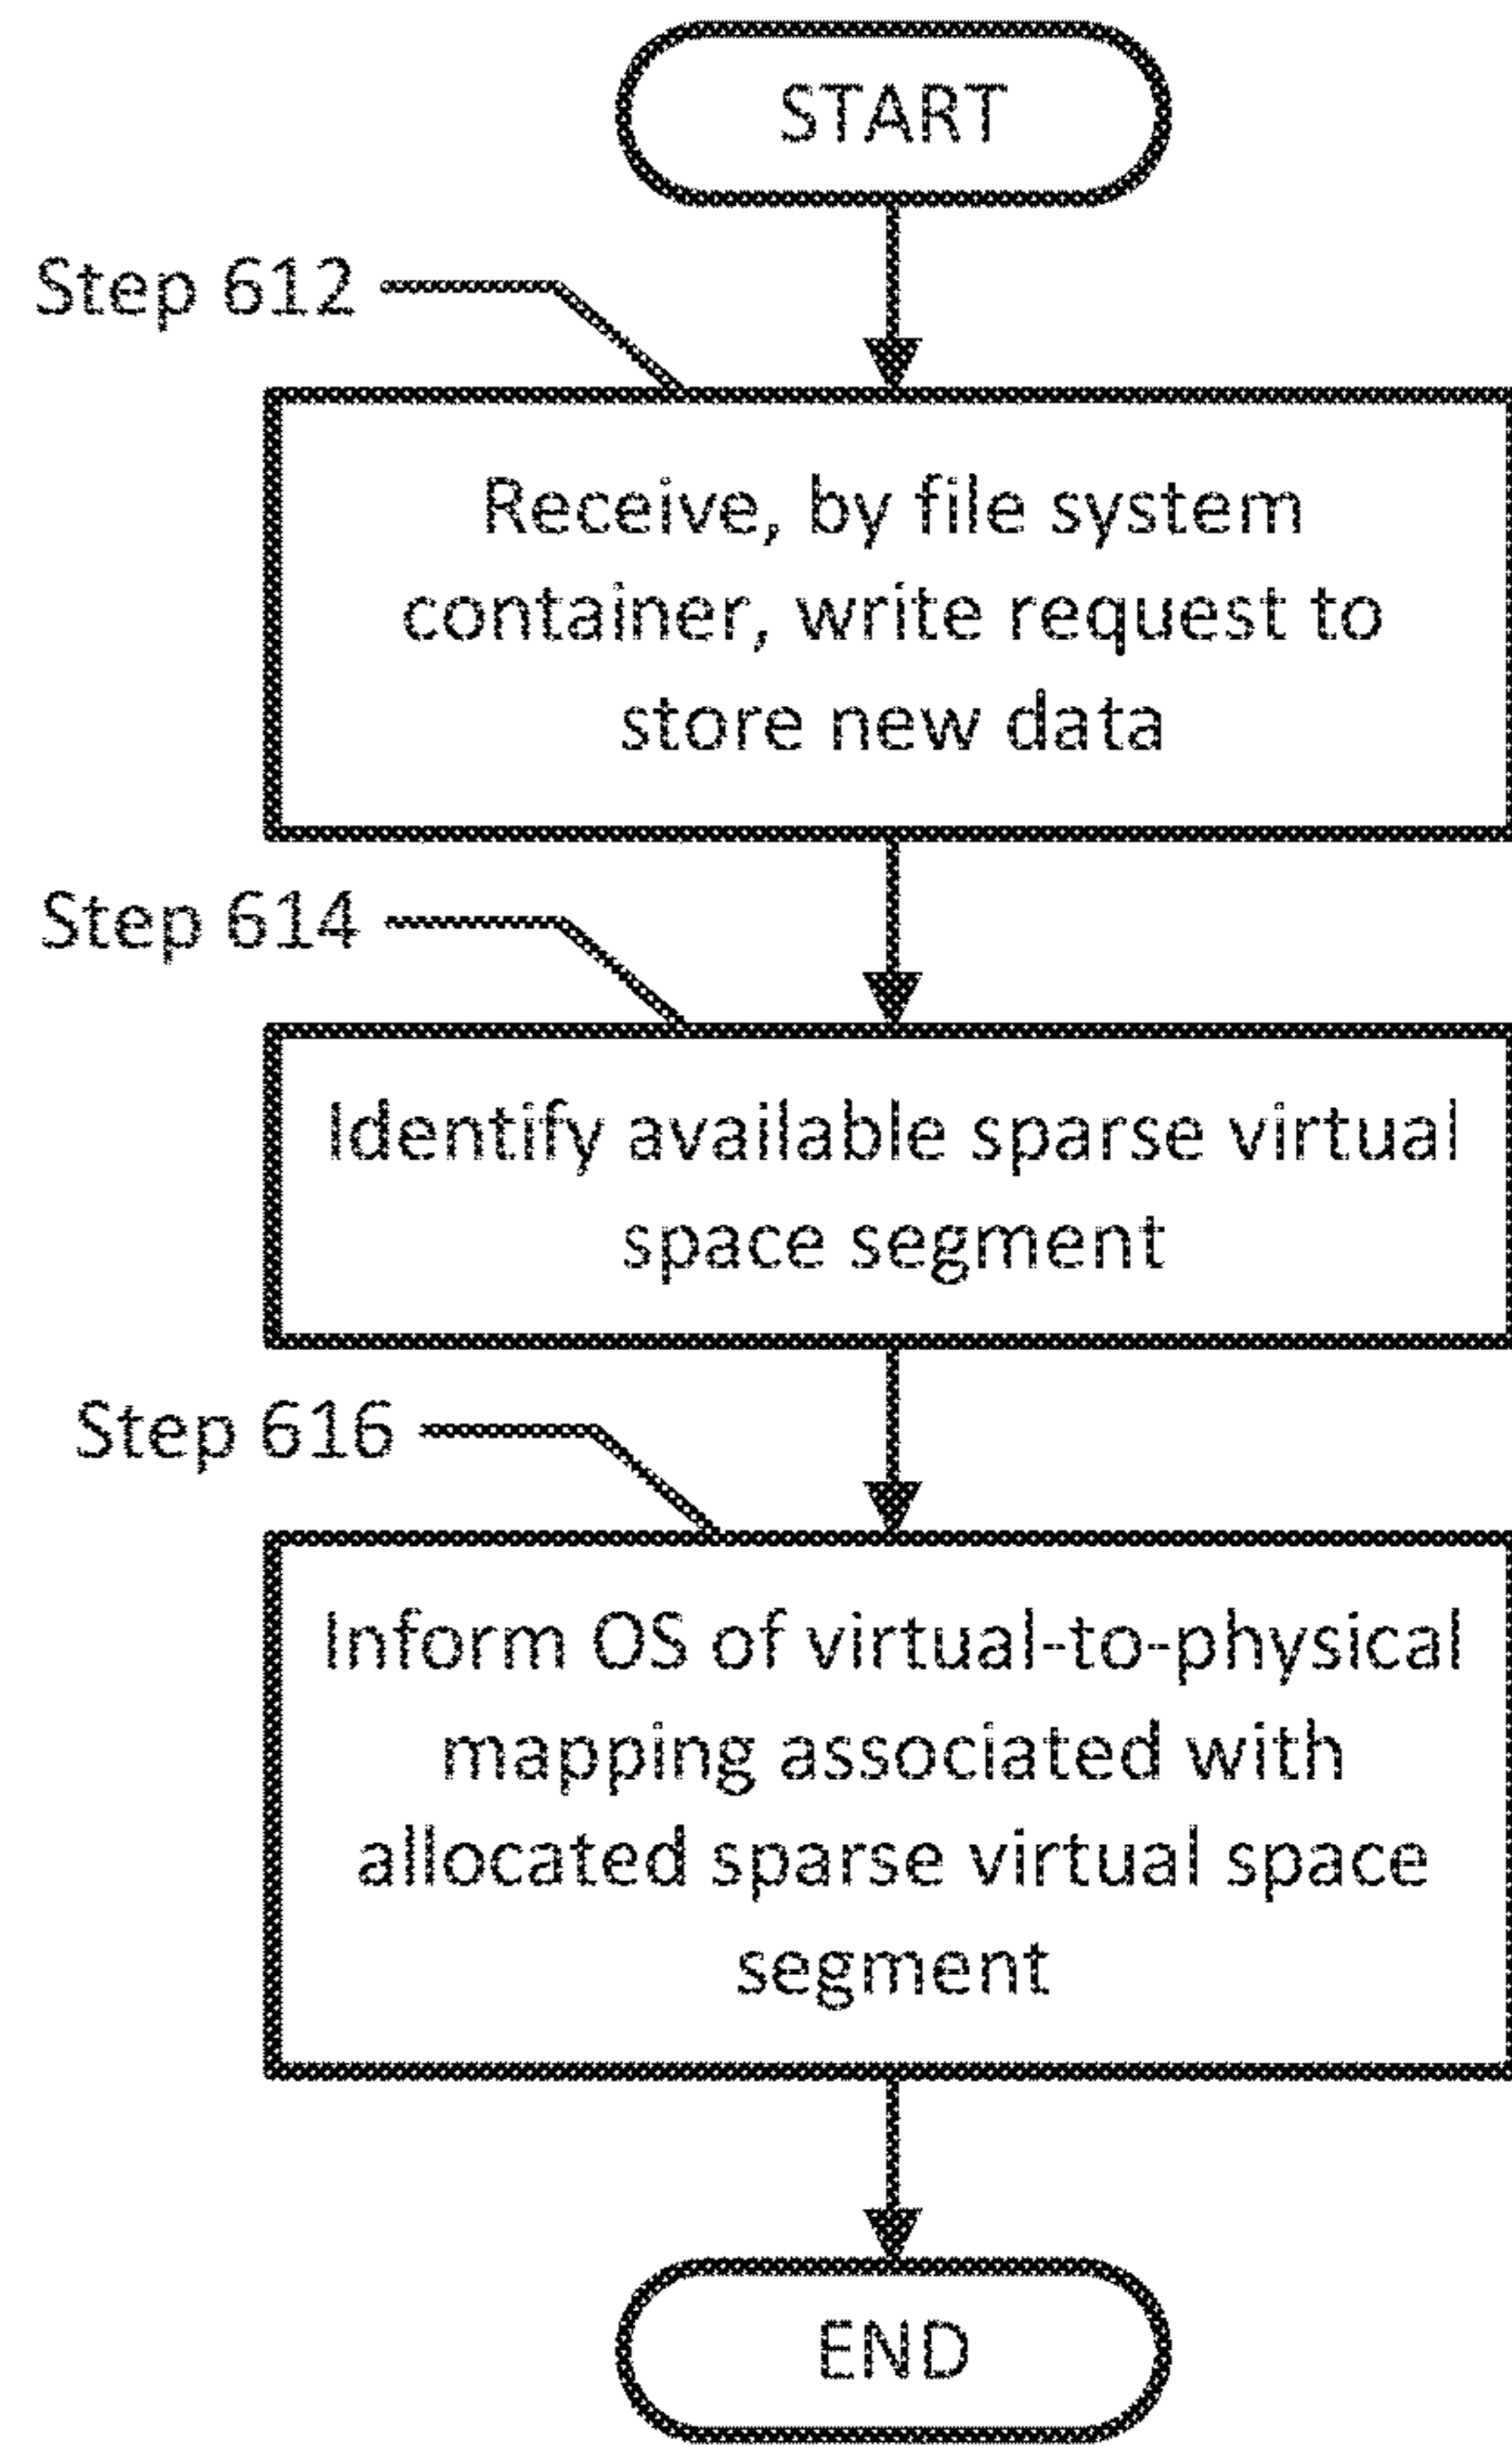 START
Step 612
Receive, by file system
container, write request to
store new data
Step 614
Identify available sparse virtual
space segment
Step 616
Inform OS of virtual-to-physical
mapping associated with
allocated sparse virtual space
segment
END